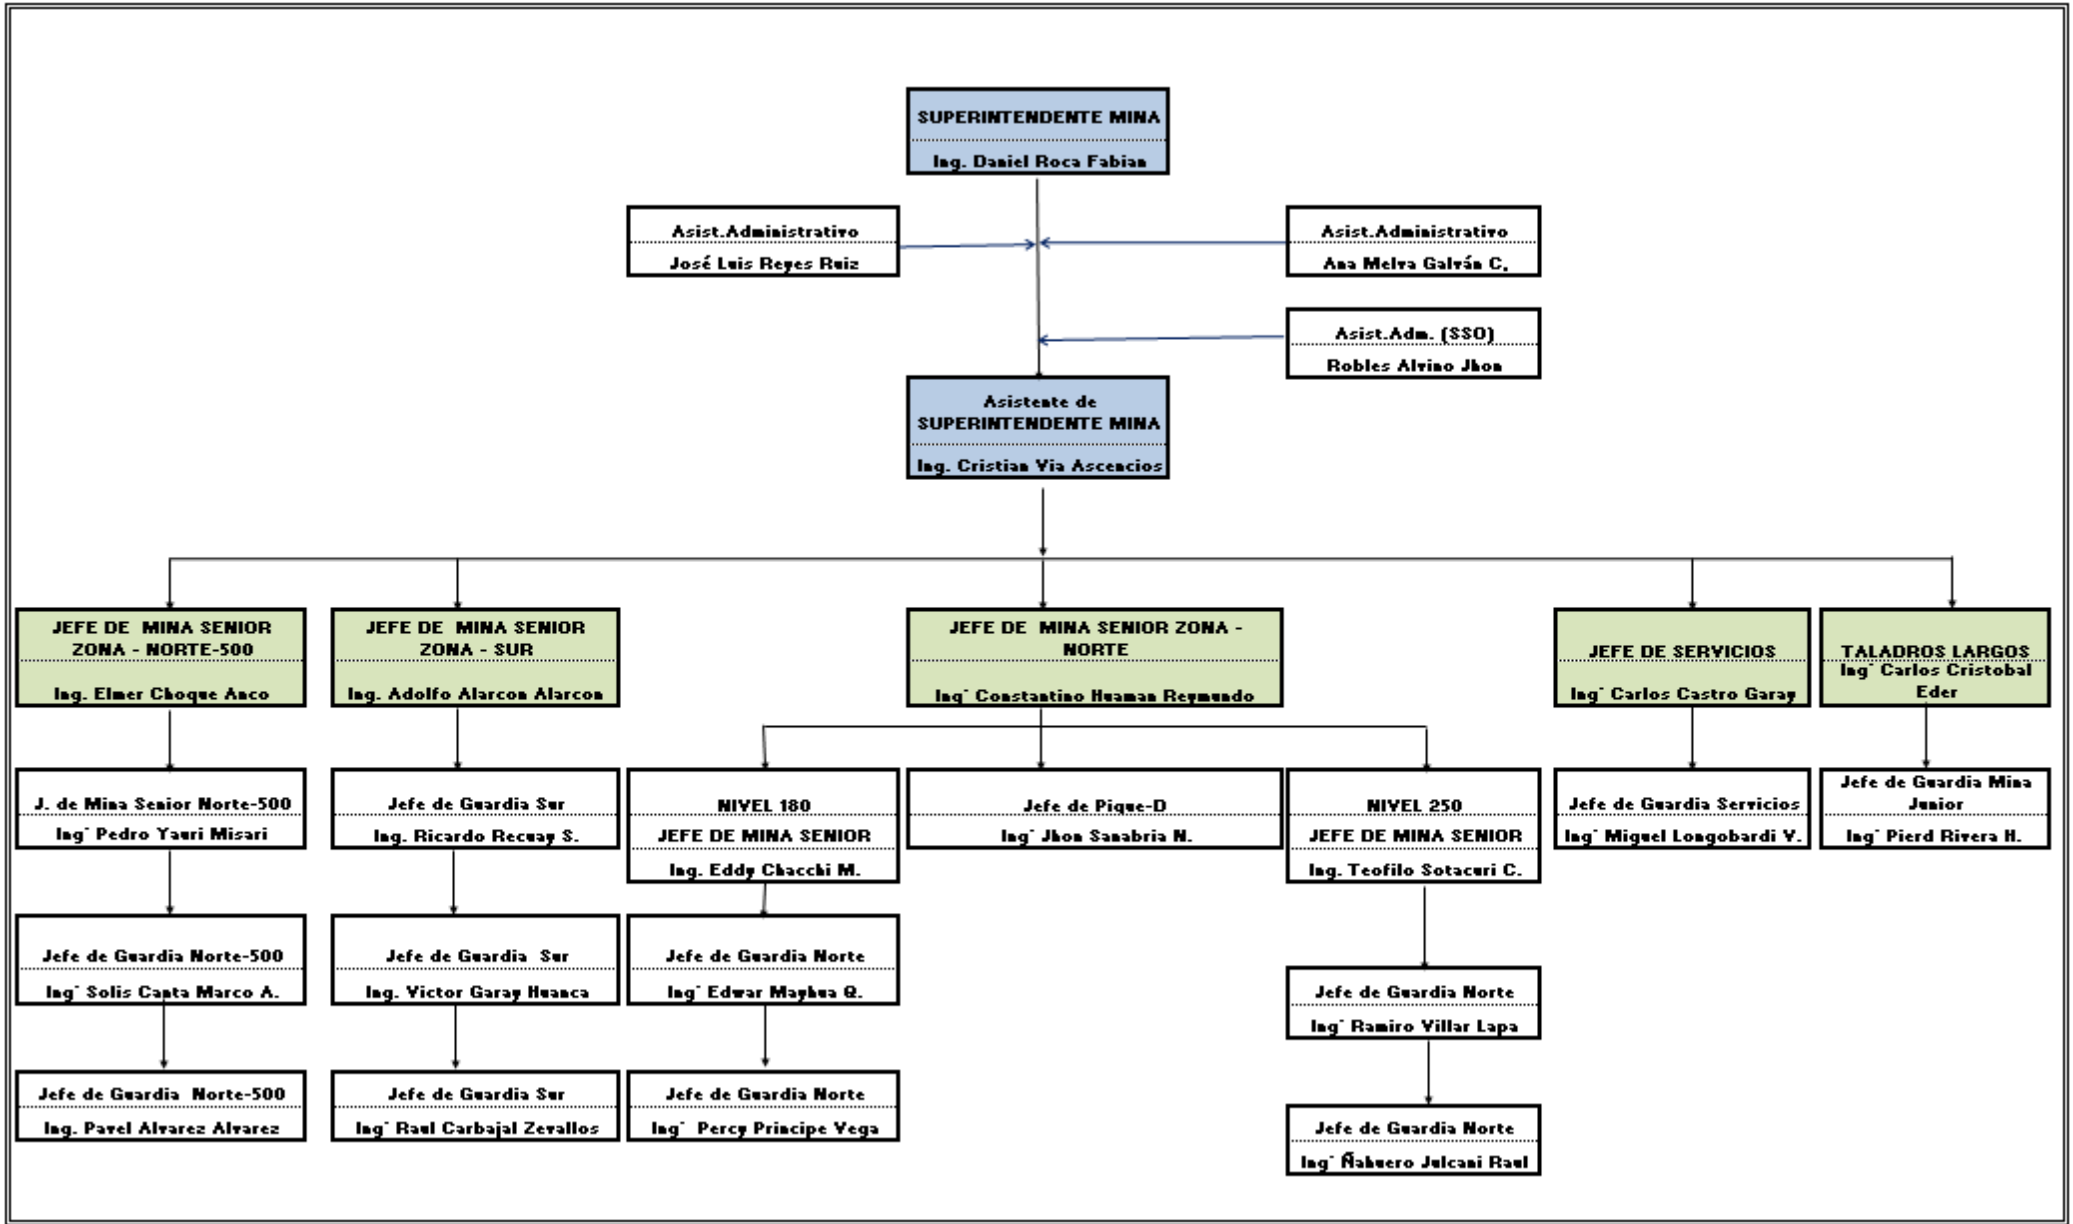 SUPERINTENDENTE MINA
Ing. Daniel Roca Fabian
Asist.Administrativo
José Luis Reyes Ruiz
Asist.Administrativo
Ana Melva Galván C,
Asist.Adm. (SSO)
Robles Alvino Jhon
Asistente de
SUPERINTENDENTE MINA
Ing. Cristian Via Ascencios
JEFE DE MINA SENIOR
ZONA - NORTE-500
Ing. Elmer Choque Anco
JEFE DE MINA SENIOR
ZONA - SUR
Ing. Adolfo Alarcon Alarcon
JEFE DE MINA SENIOR ZONA -
NORTE
Ing° Constantino Huaman Reymundo
JEFE DE SERVICIOS
Ing° Carlos Castro Garay
TALADROS LARGOS
Ing° Carlos Cristobal
Eder
J. de Mina Senior Norte-500
Ing° Pedro Yauri Misari
Jefe de Guardia Sur
Ing. Ricardo Recuay S.
NIVEL 180
JEFE DE MINA SENIOR
Ing. Eddy Chacchi M.
Jefe de Pique-D
Ing° Jhon Sanabria N.
NIVEL 250
JEFE DE MINA SENIOR
Ing. Teofilo Sotacuri C.
Jefe de Guardia Servicios
Ing° Miguel Longobardi V.
Jefe de Guardia Mina
Junior
Ing° Pierd Rivera H.
Jefe de Guardia Norte-500
Ing° Solis Canta Marco A.
Jefe de Guardia Sur
Ing. Victor Garay Huanca
Jefe de Guardia Norte
Ing° Edwar Mayhua Q.
Jefe de Guardia Norte
Ing° Ramiro Villar Lapa
Jefe de Guardia Norte-500
Ing. Pavel Alvarez Alvarez
Jefe de Guardia Sur
Ing° Raul Carbajal Zevallos
Jefe de Guardia Norte
Ing° Percy Principe Vega
Jefe de Guardia Norte
Ing° Ñahuero Julcani Raul